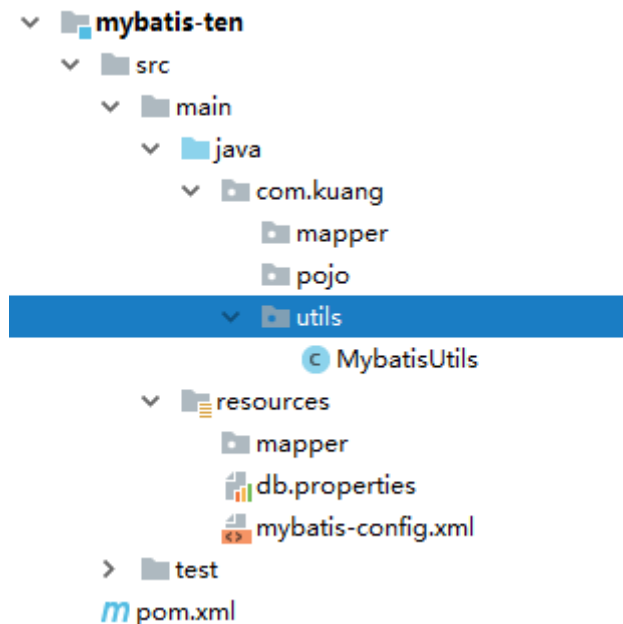 mybatis-ten
src
main
java
com.kuang
mapper
pojo
utils
C MybatisUtils
resources
mapper
db.properties
mybatis-config.xml
test
m pom.xml